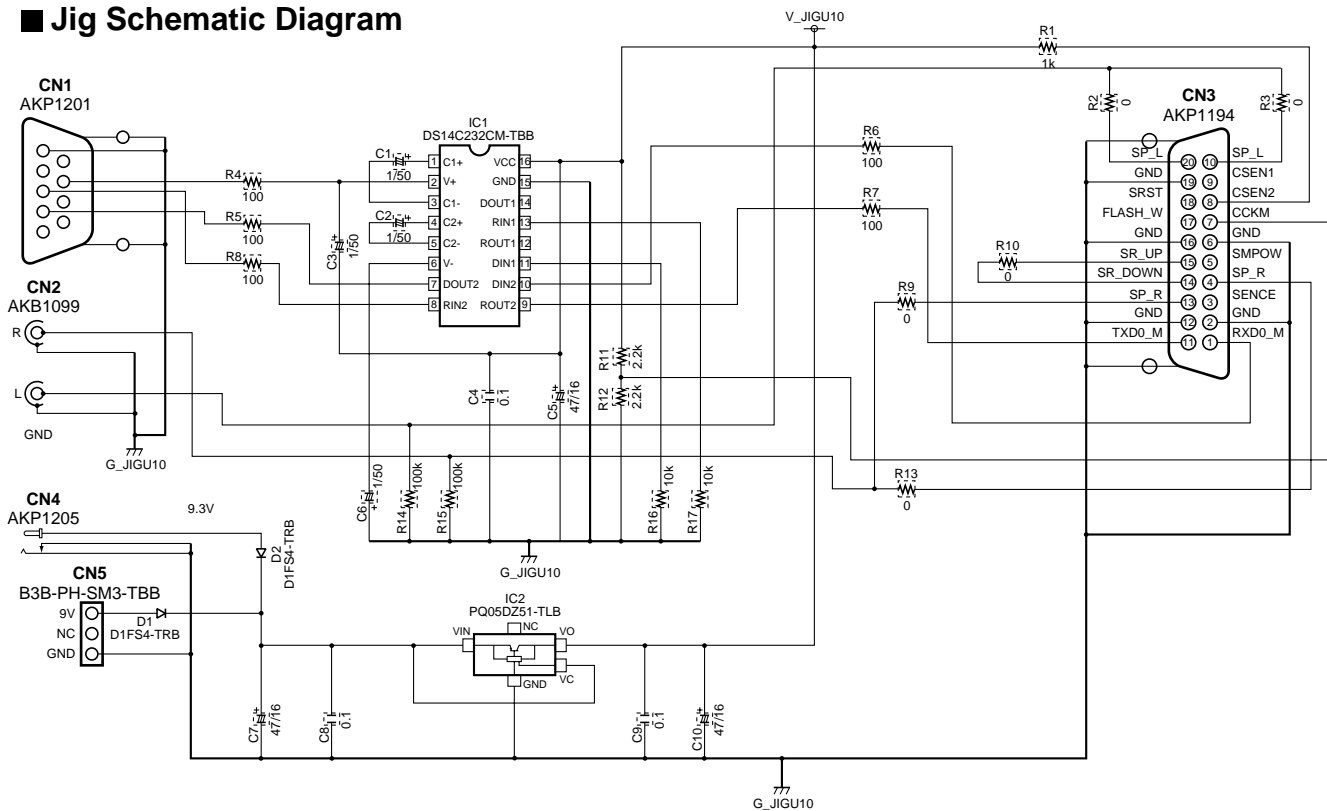 ■ Jig Schematic Diagram
V_JIGU10
R1
1k
CN1
AKP1201
IC1
DS14C232CM-TBB
R2
0
R3
0
CN3
AKP1194
C1
+
1/50
1 C1+
VCC 16
2 V+
GND 15
3 C1-
DOUT1 14
4 C2+
RIN1 13
5 C2-
ROUT1 12
6 V-
DIN1 11
7 DOUT2
DIN2 10
8 RIN2
ROUT2 9
C2
+
1/50
C3
+
1/50
R4
100
R5
100
R8
100
R6
100
R7
100
SP_L 20 10 SP_L
GND 19 9 CSEN1
SRST 18 8 CSEN2
FLASH_W 17 7 CCKM
GND 16 6 GND
SR_UP 15 5 SMPOW
SR_DOWN 14 4 SP_R
SP_R 13 3 SENCE
GND 12 2 GND
TXD0_M 11 1 RXD0_M
R10
0
R9
0
CN2
AKB1099
R
L
GND
G_JIGU10
C4
0.1
C5
+
47/16
R11
2.2k
R12
2.2k
C6
+
1/50
R14
100k
R15
100k
R16
10k
R17
10k
R13
0
G_JIGU10
CN4
AKP1205
9.3V
D2
D1FS4-TRB
CN5
B3B-PH-SM3-TBB
9V
NC
GND
D1
D1FS4-TRB
IC2
PQ05DZ51-TLB
NC
VIN
VO
VC
GND
C7
+
47/16
C8
0.1
C9
0.1
C10
+
47/16
G_JIGU10